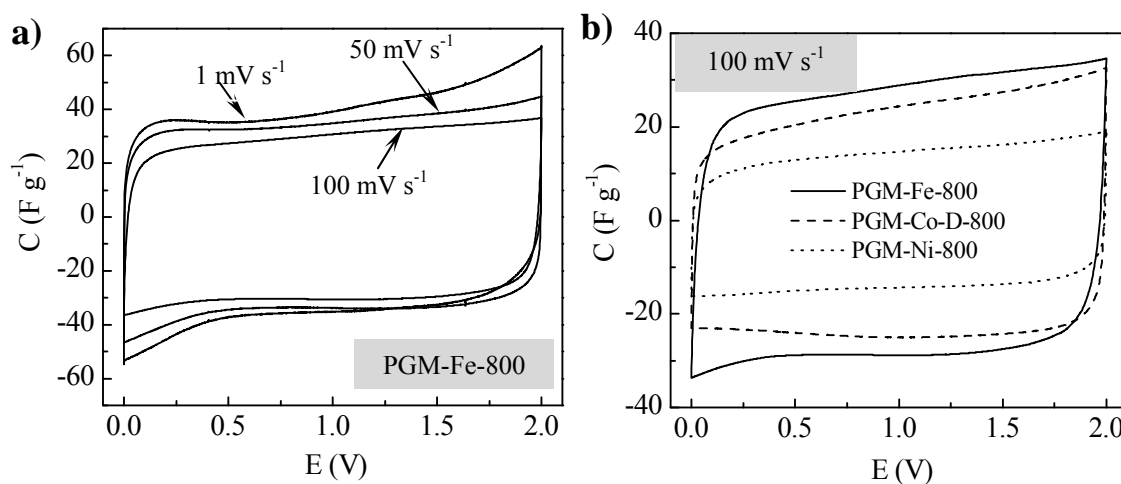 a)
60
40
20
0
-20
-40
-60
C (F g⁻¹)
1 mV s⁻¹
50 mV s⁻¹
100 mV s⁻¹
PGM-Fe-800
0.0 0.5 1.0 1.5 2.0
E (V)
b)
40
20
0
-20
-40
C (F g⁻¹)
100 mV s⁻¹
PGM-Fe-800
PGM-Co-D-800
PGM-Ni-800
0.0 0.5 1.0 1.5 2.0
E (V)